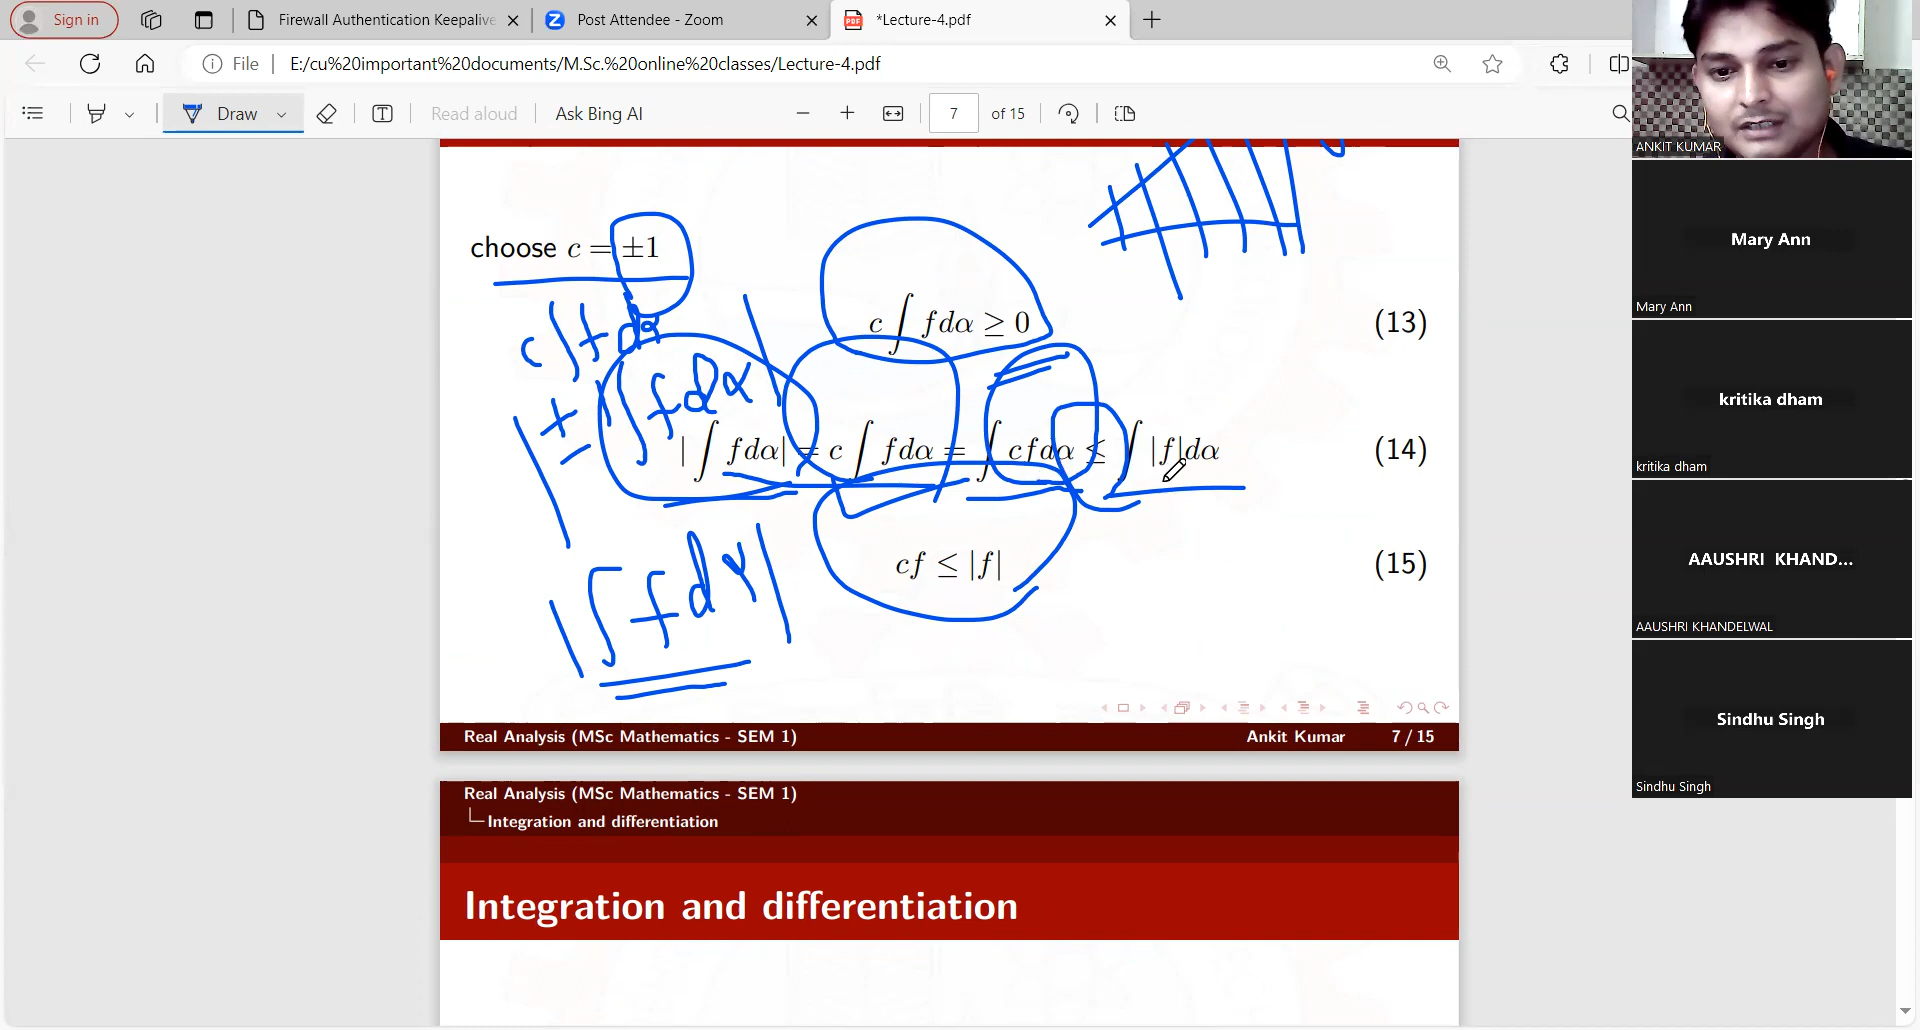 Sign in
Firewall Authentication Keepalive
Post Attendee - Zoom
*Lecture-4.pdf
File
E:/cu%20important%20documents/M.Sc.%20online%20classes/Lecture-4.pdf
Draw
Read aloud
Ask Bing AI
7 of 15
ANKIT KUMAR
Mary Ann
Mary Ann
kritika dham
kritika dham
AAUSHRI KHAND...
AAUSHRI KHANDELWAL
Sindhu Singh
Sindhu Singh
choose c = ±1
c ∫ fdα ≥ 0 (13)
c ∫ f dα
| ± ∫ f dα |
| ∫ fdα| = c ∫ fdα = ∫ cfdα ≤ ∫ |f|dα (14)
cf ≤ |f| (15)
| ∫ f dα |
Real Analysis (MSc Mathematics - SEM 1) Ankit Kumar 7 / 15
Real Analysis (MSc Mathematics - SEM 1)
Integration and differentiation
Integration and differentiation